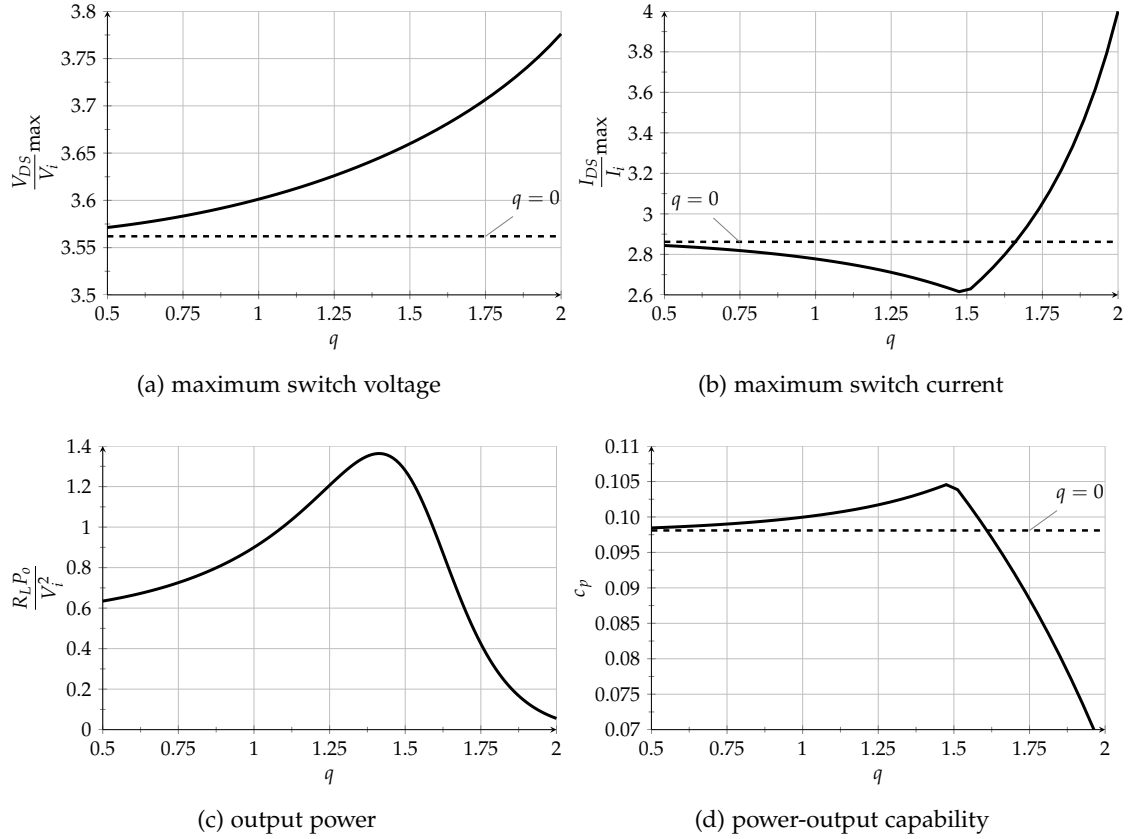 3.8
3.75
3.7
3.65
3.6
3.55
3.5
V_{DS}max
V_i
q = 0
0.5 0.75 1 1.25 1.5 1.75 2
q
(a) maximum switch voltage
4
3.8
3.6
3.4
3.2
3
2.8
2.6
I_{DS}max
I_i
q = 0
0.5 0.75 1 1.25 1.5 1.75 2
q
(b) maximum switch current
1.4
1.2
1
0.8
0.6
0.4
0.2
0
R_L P_o
V_i^2
0.5 0.75 1 1.25 1.5 1.75 2
q
(c) output power
0.11
0.105
0.10
0.095
0.09
0.085
0.08
0.075
0.07
c_p
q = 0
0.5 0.75 1 1.25 1.5 1.75 2
q
(d) power-output capability